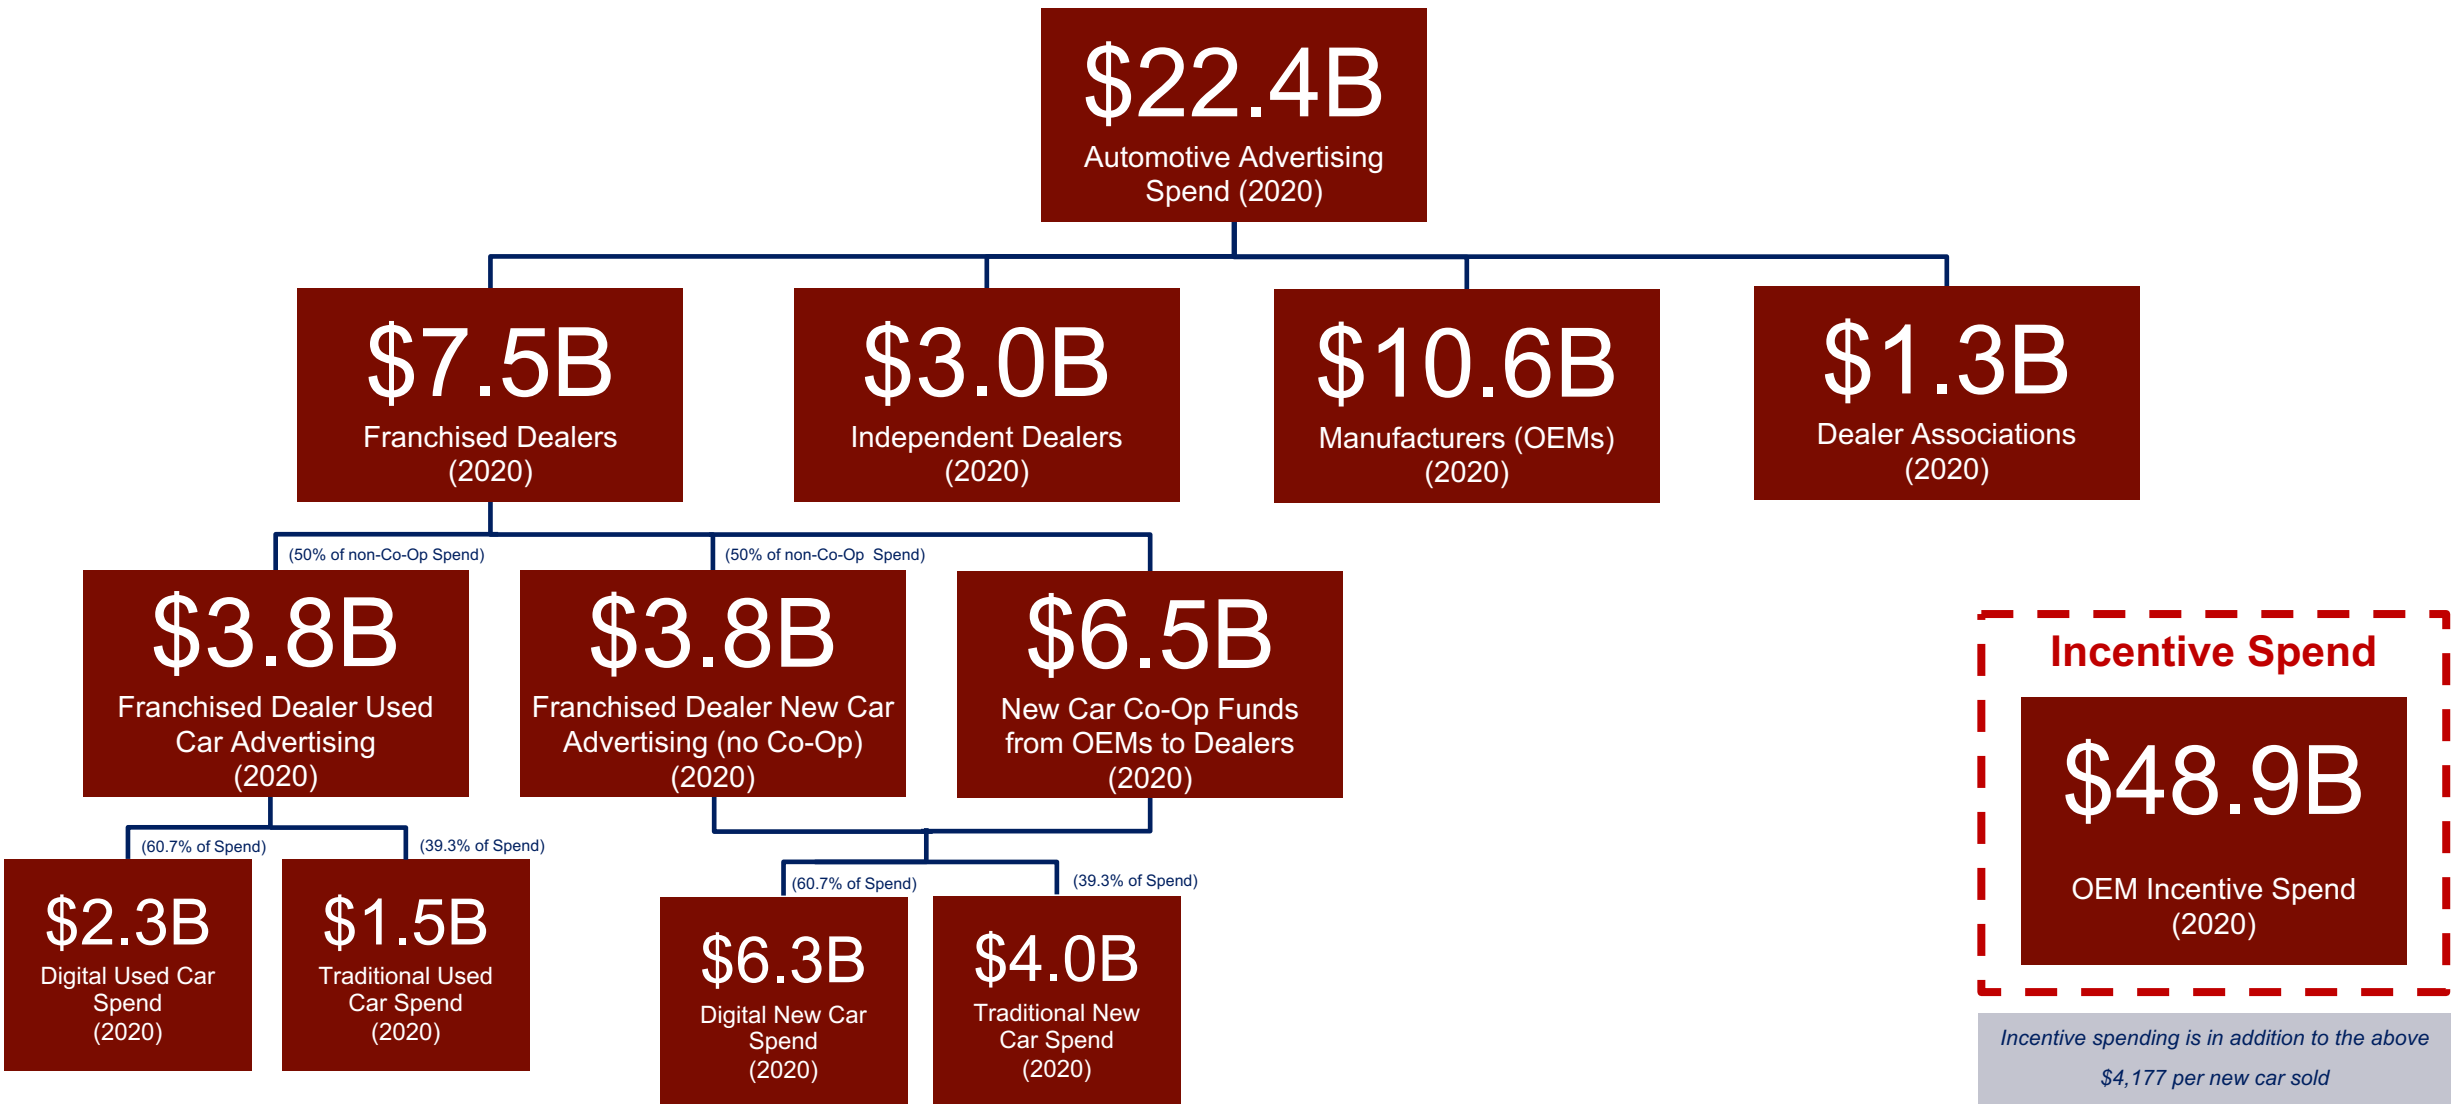 $22.4B
Automotive Advertising
Spend (2020)
$7.5B
Franchised Dealers
(2020)
$3.0B
Independent Dealers
(2020)
$10.6B
Manufacturers (OEMs)
(2020)
$1.3B
Dealer Associations
(2020)
(50% of non-Co-Op Spend)
$3.8B
Franchised Dealer Used
Car Advertising
(2020)
(50% of non-Co-Op Spend)
$3.8B
Franchised Dealer New Car
Advertising (no Co-Op)
(2020)
$6.5B
New Car Co-Op Funds
from OEMs to Dealers
(2020)
(60.7% of Spend)
$2.3B
Digital Used Car
Spend
(2020)
(39.3% of Spend)
$1.5B
Traditional Used
Car Spend
(2020)
(60.7% of Spend)
$6.3B
Digital New Car
Spend
(2020)
(39.3% of Spend)
$4.0B
Traditional New
Car Spend
(2020)
Incentive Spend
$48.9B
OEM Incentive Spend
(2020)
Incentive spending is in addition to the above
$4,177 per new car sold